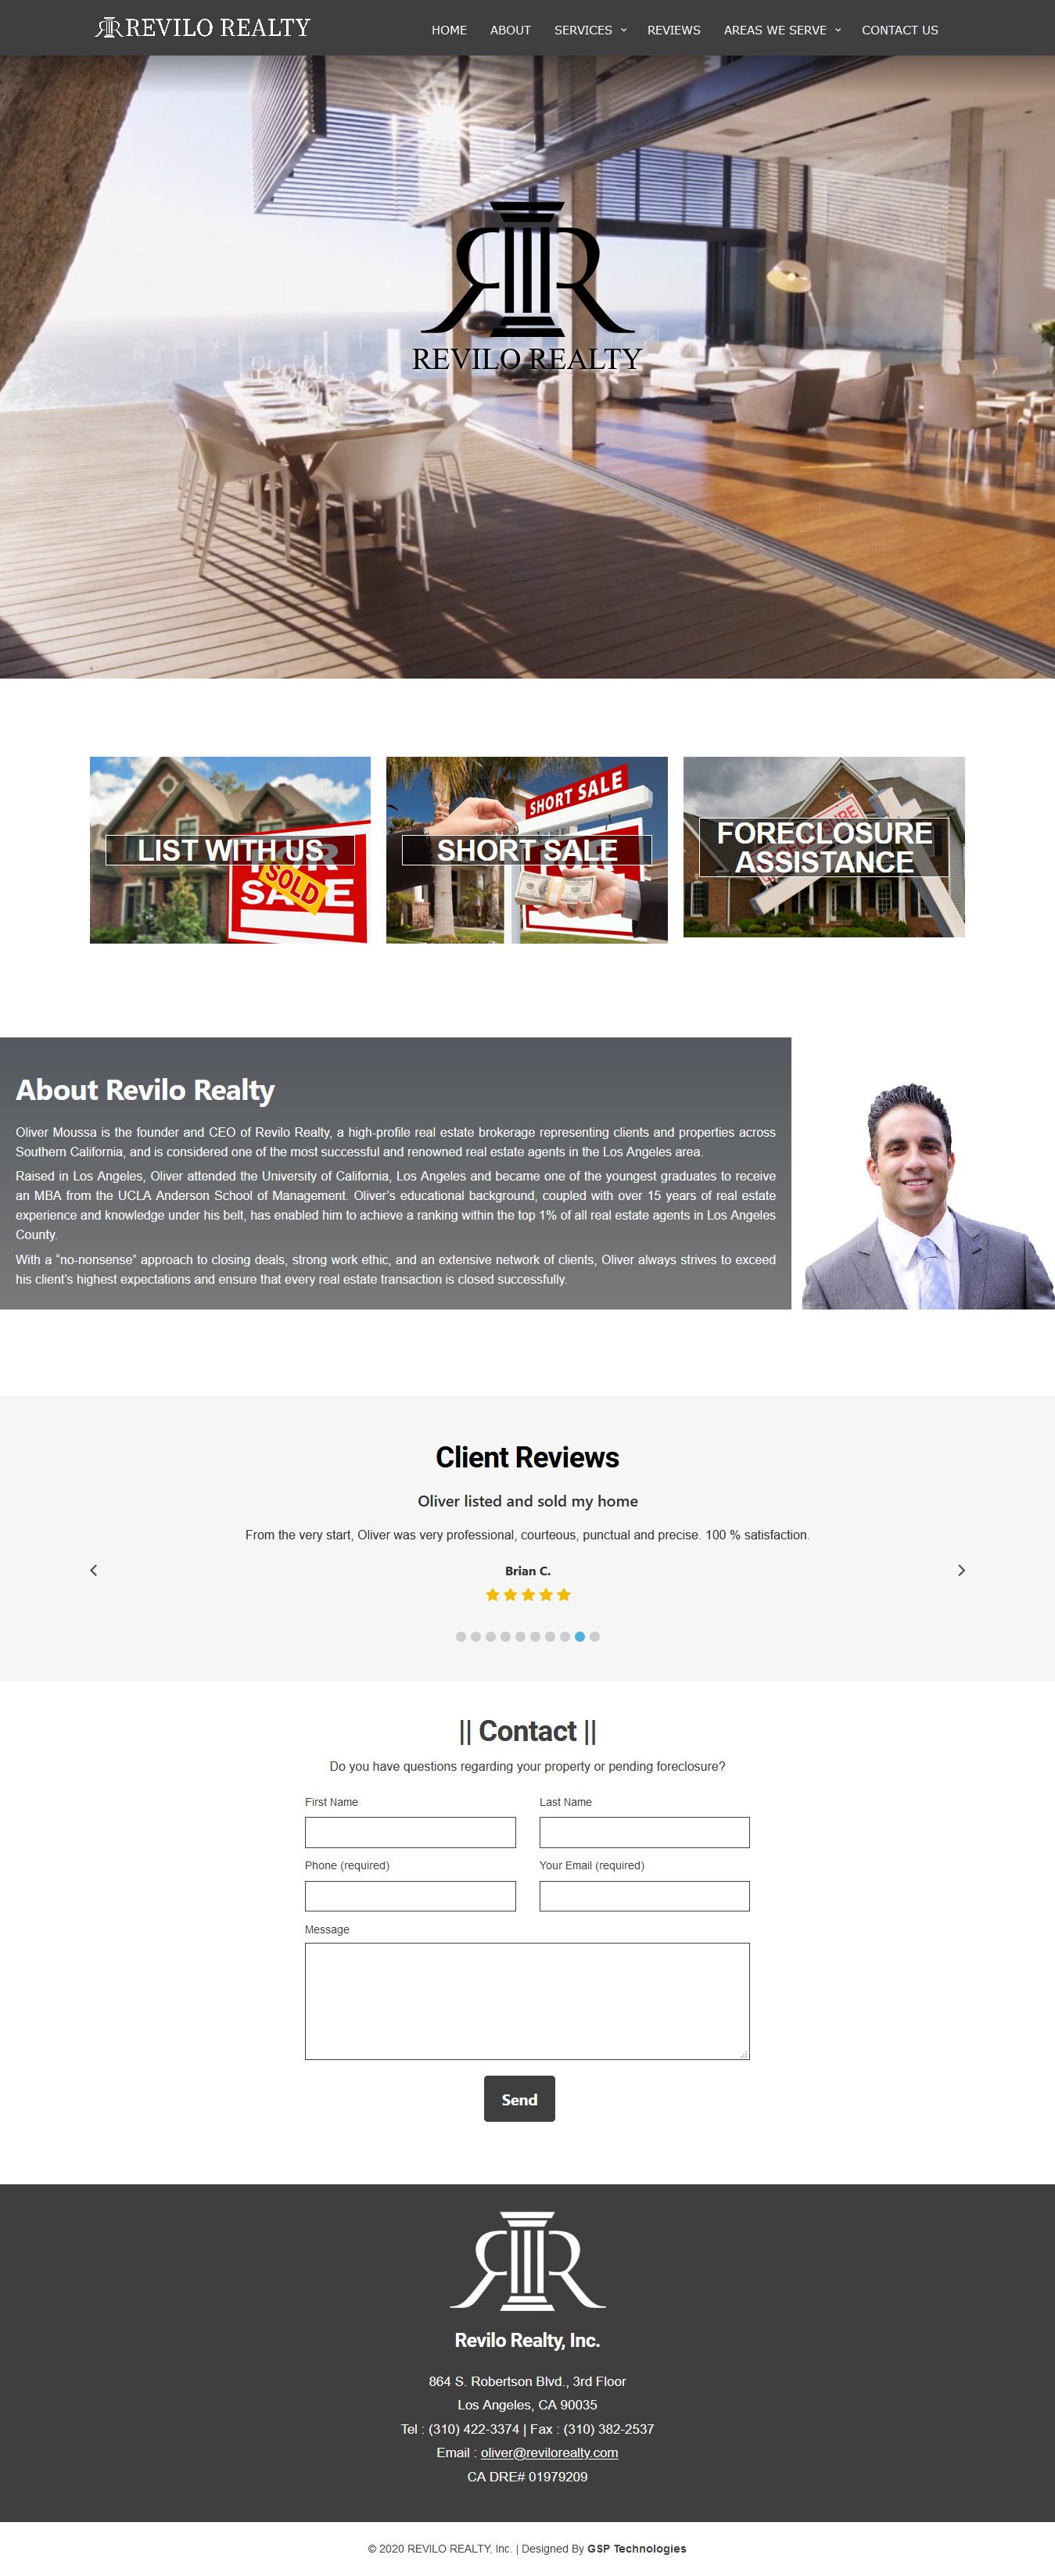 REVILO REALTY
HOME ABOUT SERVICES REVIEWS AREAS WE SERVE CONTACT US
REVILO REALTY
LIST WITH US
SOLD
SHORT SALE
SHORT SALE
FORECLOSURE
ASSISTANCE
About Revilo Realty
Oliver Moussa is the founder and CEO of Revilo Realty, a high-profile real estate brokerage representing clients and properties across
Southern California, and is considered one of the most successful and renowned real estate agents in the Los Angeles area.
Raised in Los Angeles, Oliver attended the University of California, Los Angeles and became one of the youngest graduates to receive
an MBA from the UCLA Anderson School of Management. Oliver’s educational background, coupled with over 15 years of real estate
experience and knowledge under his belt, has enabled him to achieve a ranking within the top 1% of all real estate agents in Los Angeles
County.
With a “no-nonsense” approach to closing deals, strong work ethic, and an extensive network of clients, Oliver always strives to exceed
his client’s highest expectations and ensure that every real estate transaction is closed successfully.
Client Reviews
Oliver listed and sold my home
From the very start, Oliver was very professional, courteous, punctual and precise. 100 % satisfaction.
Brian C.
|| Contact ||
Do you have questions regarding your property or pending foreclosure?
First Name Last Name
Phone (required) Your Email (required)
Message
Send
Revilo Realty, Inc.
864 S. Robertson Blvd., 3rd Floor
Los Angeles, CA 90035
Tel : (310) 422-3374 | Fax : (310) 382-2537
Email : oliver@revilorealty.com
CA DRE# 01979209
© 2020 REVILO REALTY, Inc. | Designed By GSP Technologies